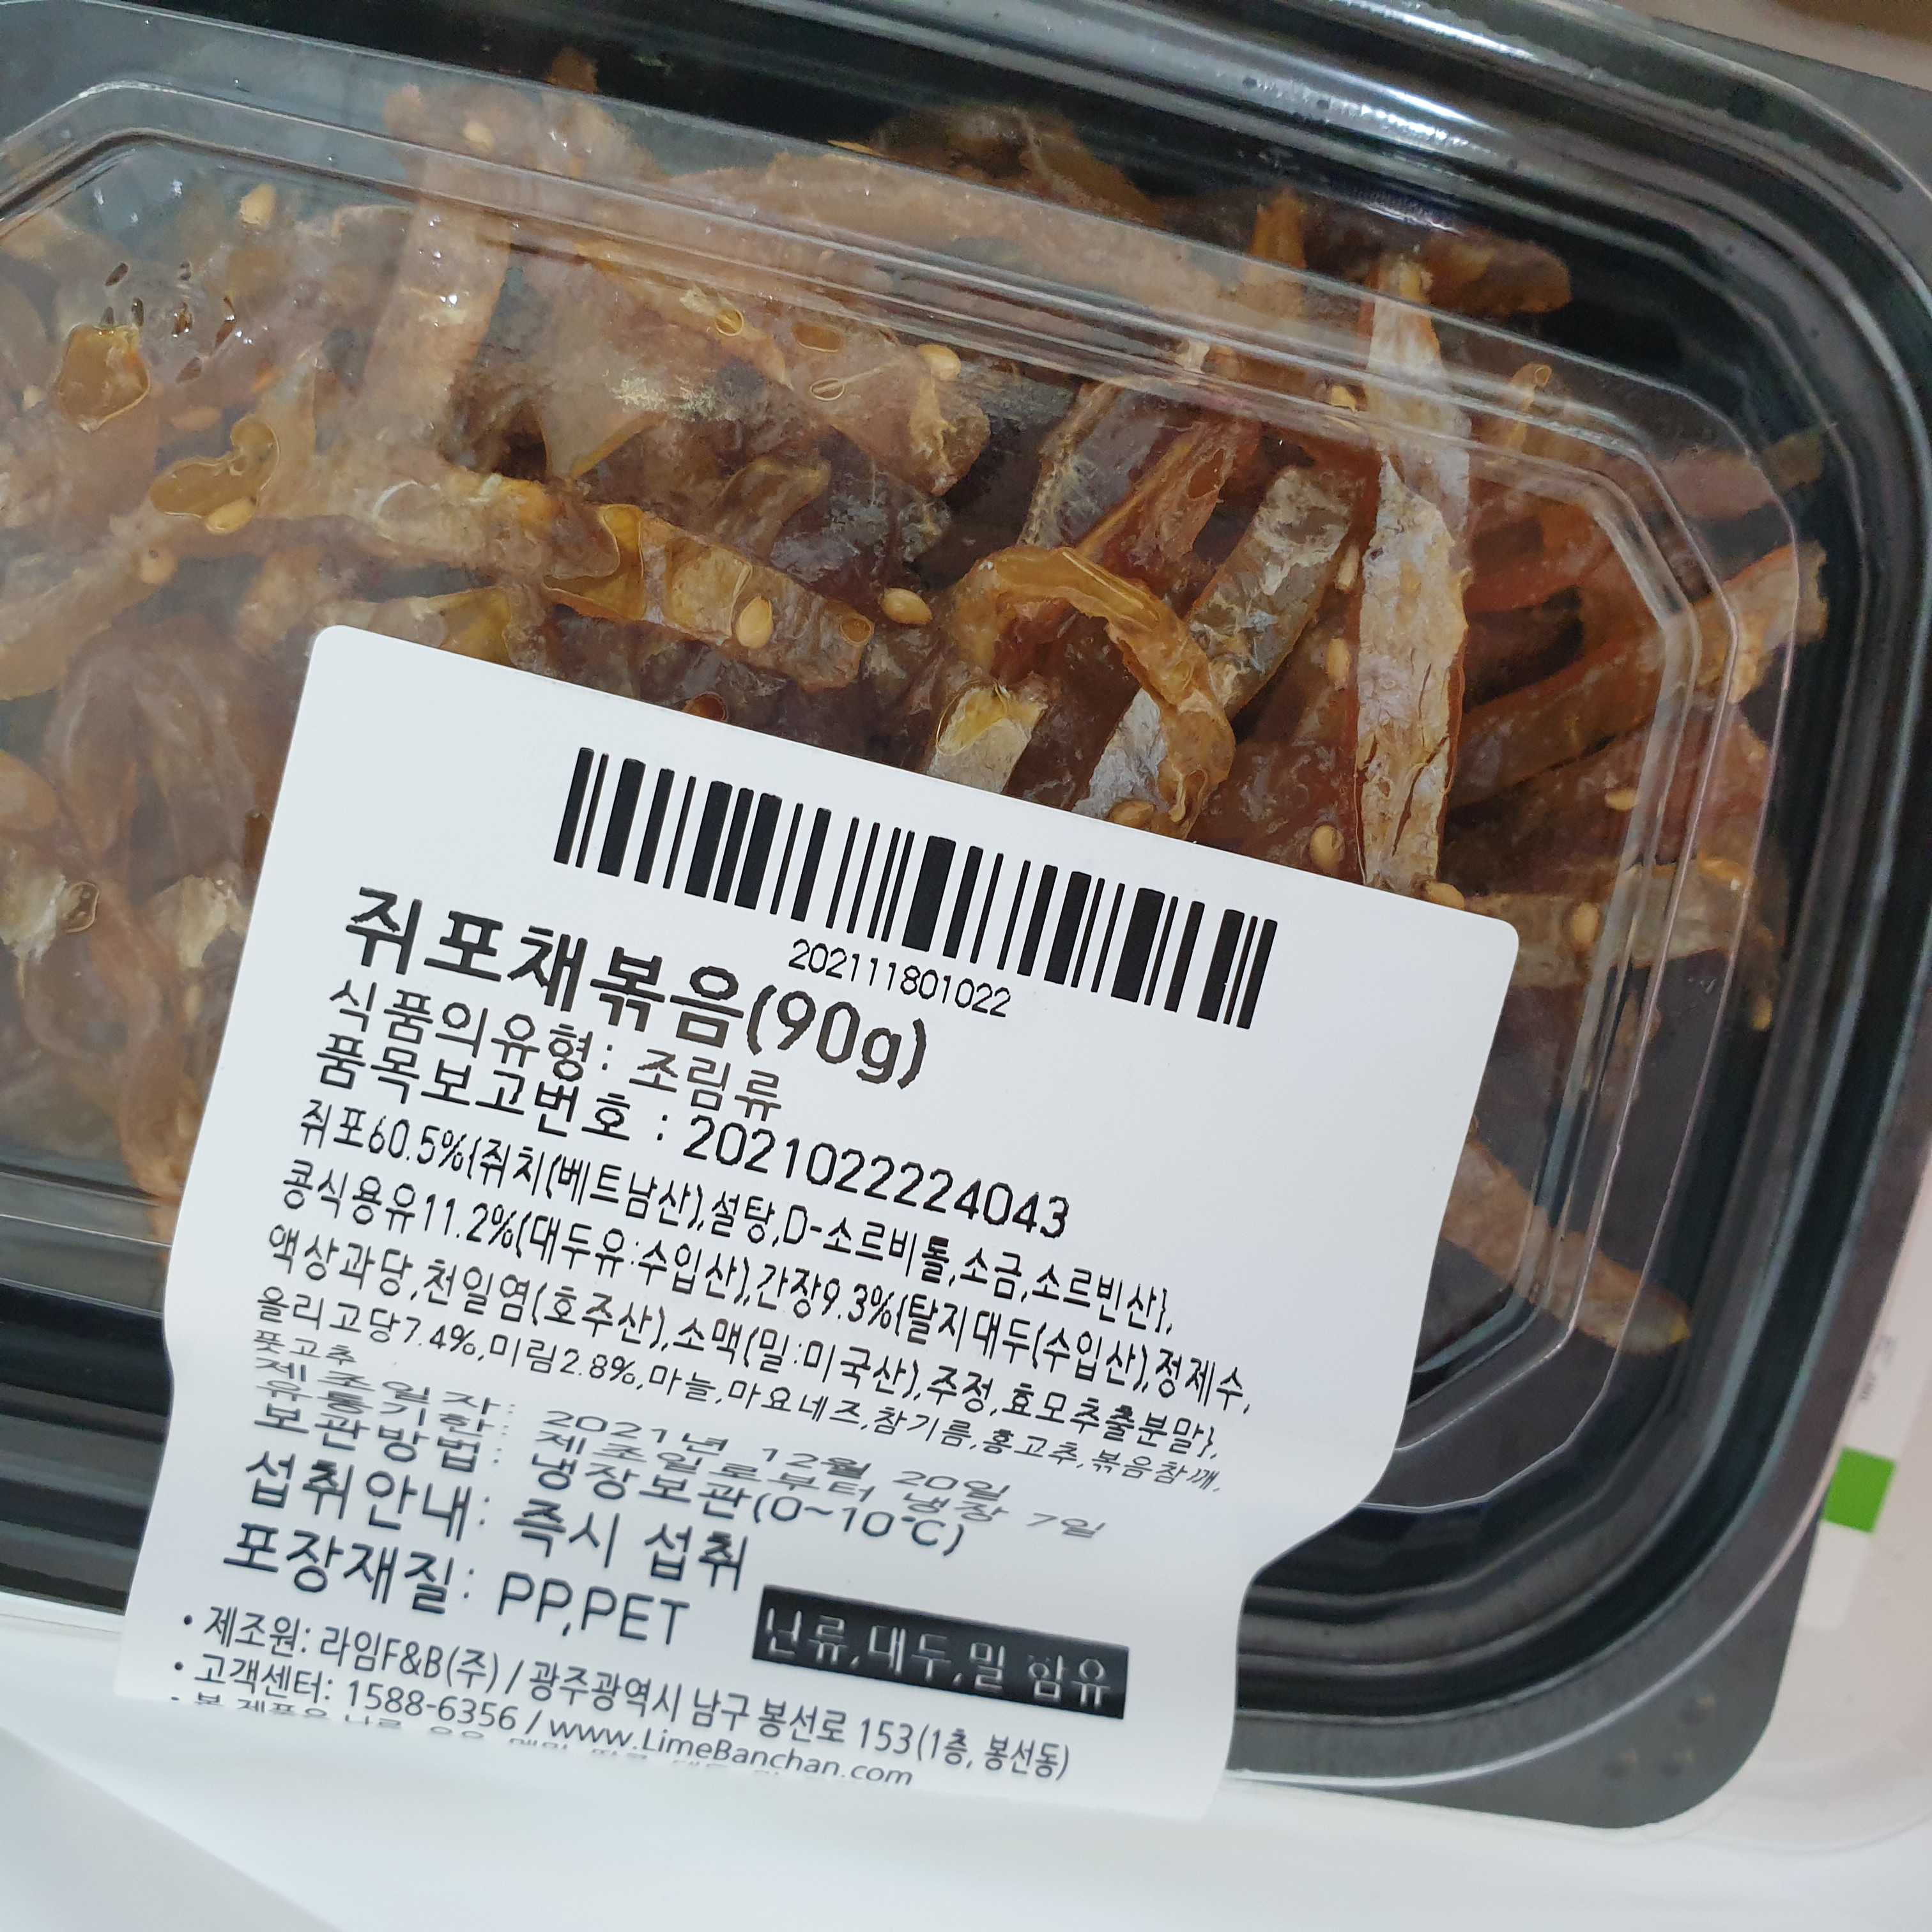 202111801022
쥐포채볶음(90g)
식품의유형: 조림류
품목보고번호 : 2021022224043
쥐포60.5%{쥐치(베트남산),설탕,D-소르비톨,소금,소르빈산},
콩식용유11.2%(대두유:수입산),간장9.3%{탈지대두(수입산),정제수,
액상과당,천일염(호주산),소맥(밀:미국산),주정,효모추출분말},
올리고당7.4%,미림2.8%,마늘,마요네즈,참기름,홍고추,볶음참깨,
풋고추
제조일자: 2021년 12월 20일
유통기한: 제조일로부터 냉장 7일
보관방법: 냉장보관(0~10℃)
섭취안내: 즉시 섭취
포장재질: PP,PET
난류,대두,밀 함유
• 제조원: 라임F&B(주) / 광주광역시 남구 봉선로 153(1층, 봉선동)
• 고객센터: 1588-6356 / www.LimeBanchan.com
• 본 제품은